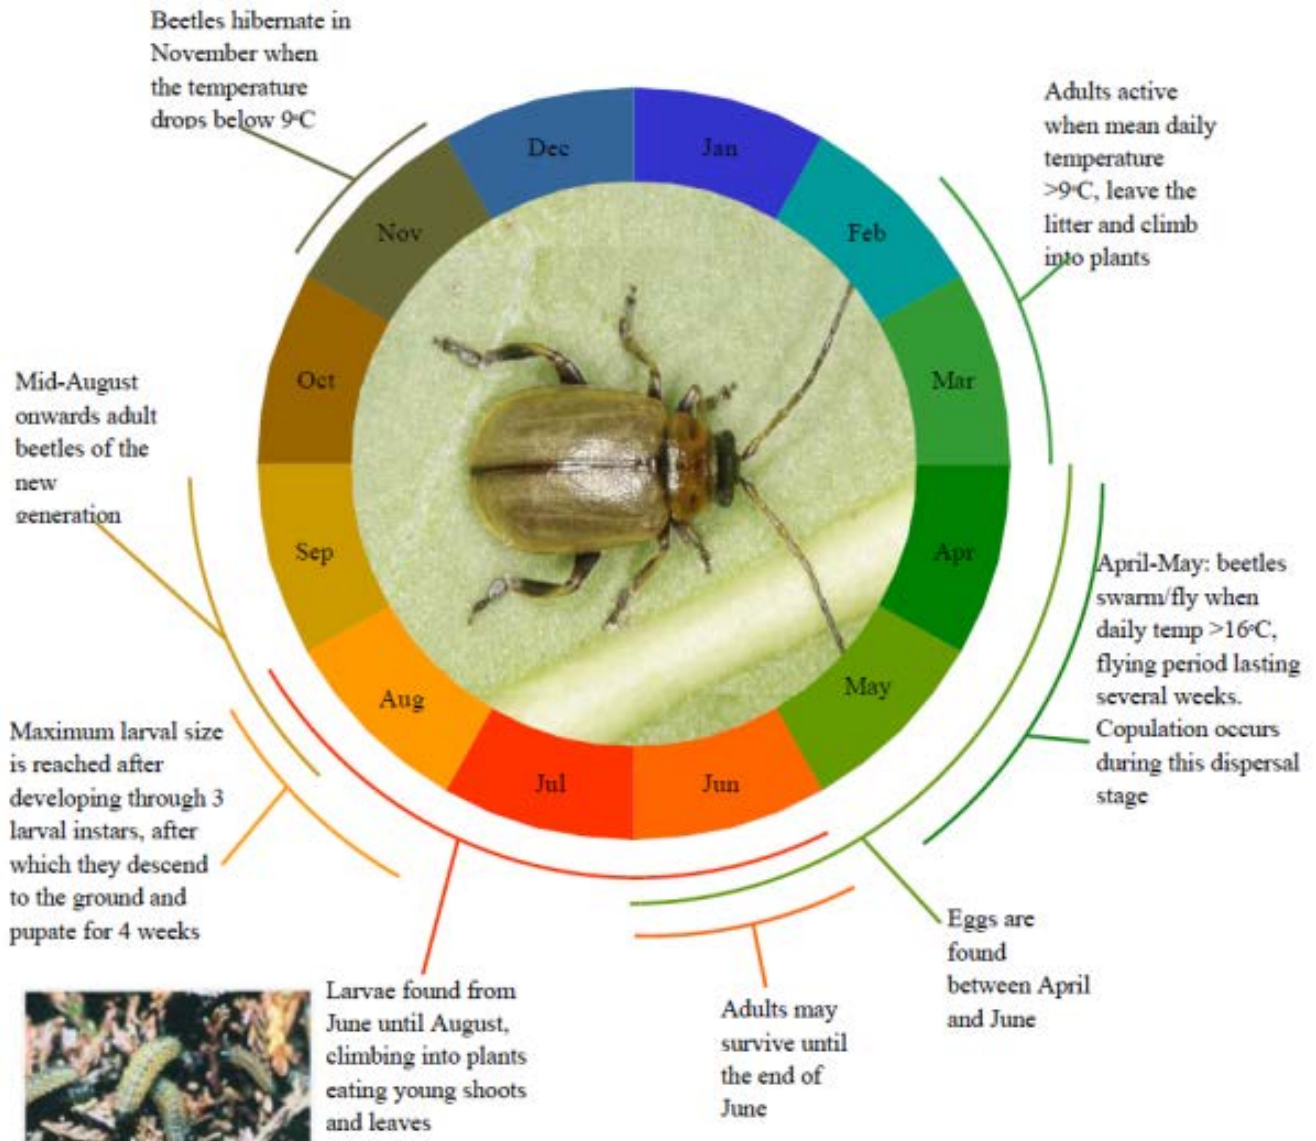 Beetles hibernate in
November when
the temperature
drops below 9°C
Adults active
when mean daily
temperature
>9°C, leave the
litter and climb
into plants
Dec
Jan
Nov
Feb
Oct
Mar
Sep
Apr
Aug
May
Jul
Jun
Mid-August
onwards adult
beetles of the
new
generation
April-May: beetles
swarm/fly when
daily temp >16°C,
flying period lasting
several weeks.
Copulation occurs
during this dispersal
stage
Maximum larval size
is reached after
developing through 3
larval instars, after
which they descend
to the ground and
pupate for 4 weeks
Eggs are
found
between April
and June
Larvae found from
June until August,
climbing into plants
eating young shoots
and leaves
Adults may
survive until
the end of
June